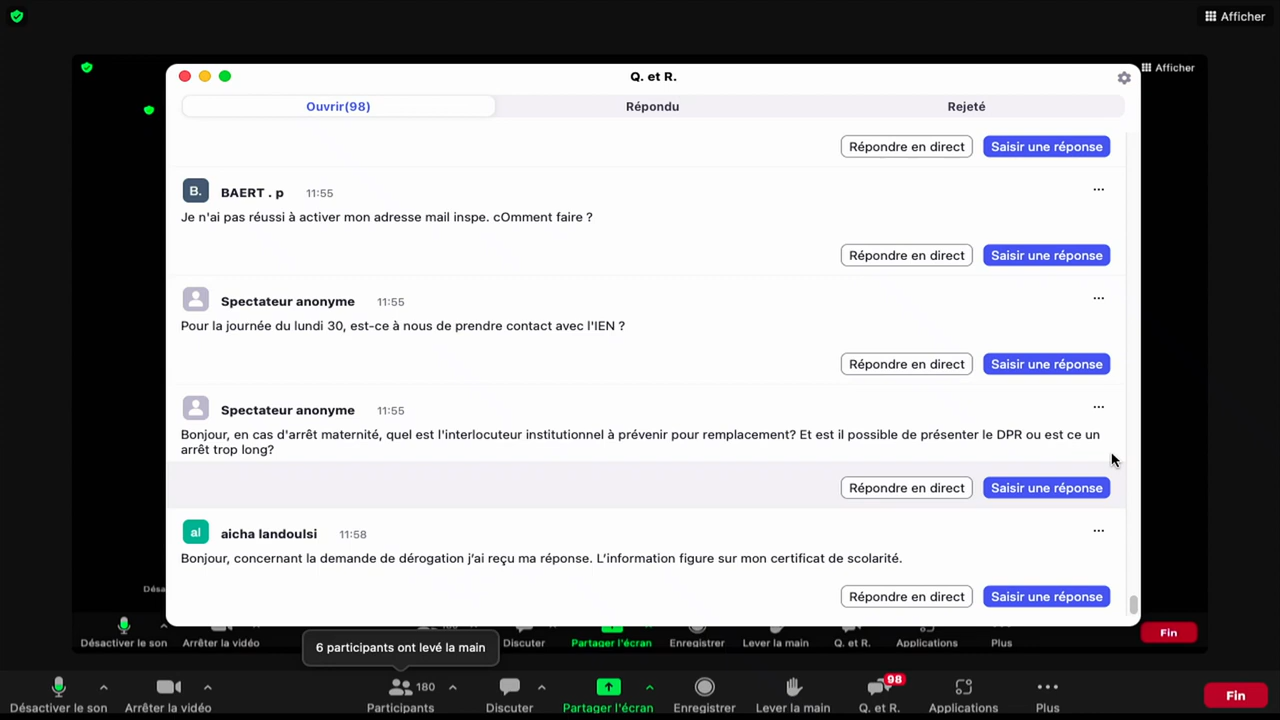 Afficher
Afficher
Q. et R.
Ouvrir(98)
Répondu
Rejeté
Répondre en direct
Saisir une réponse
B.
BAERT . p
11:55
Je n'ai pas réussi à activer mon adresse mail inspe. cOmment faire ?
Répondre en direct
Saisir une réponse
Spectateur anonyme
11:55
Pour la journée du lundi 30, est-ce à nous de prendre contact avec l'IEN ?
Répondre en direct
Saisir une réponse
Spectateur anonyme
11:55
Bonjour, en cas d'arrêt maternité, quel est l'interlocuteur institutionnel à prévenir pour remplacement? Et est il possible de présenter le DPR ou est ce un
arrêt trop long?
Répondre en direct
Saisir une réponse
al
aicha landoulsi
11:58
Bonjour, concernant la demande de dérogation j'ai reçu ma réponse. L'information figure sur mon certificat de scolarité.
Répondre en direct
Saisir une réponse
Désa
Désactiver le son
Arrêter la vidéo
Discuter
Partager l'écran
Enregistrer
Lever la main
Q. et R.
Applications
Plus
Fin
6 participants ont levé la main
Désactiver le son
Arrêter la vidéo
180
Participants
Discuter
Partager l'écran
Enregistrer
Lever la main
98
Q. et R.
Applications
Plus
Fin